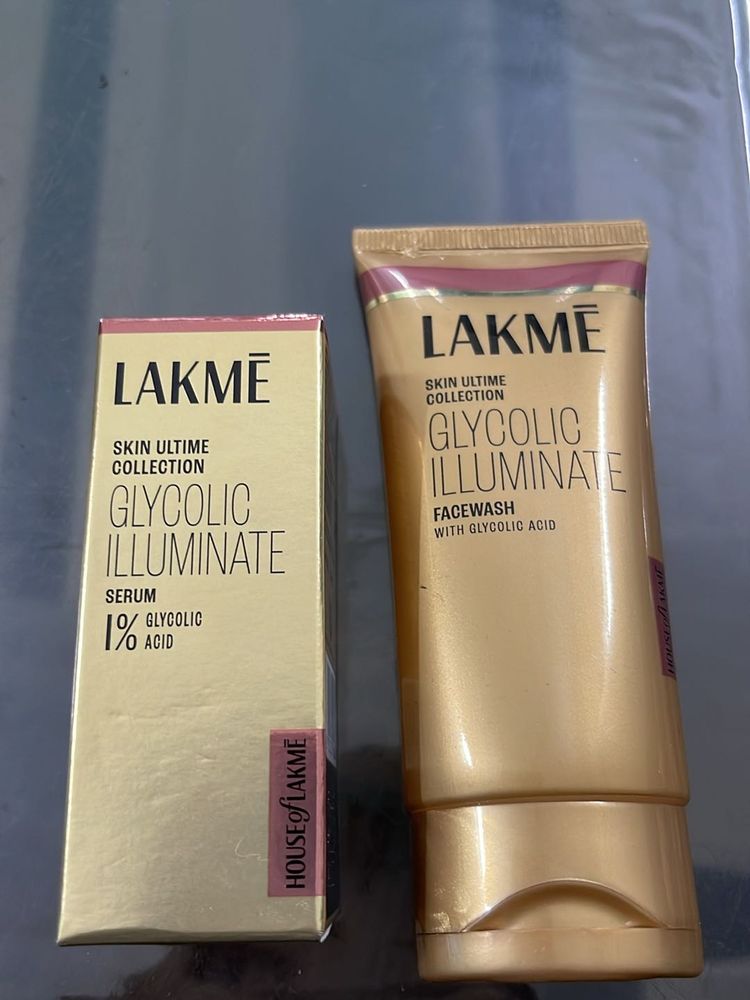 LAKMĒ
SKIN ULTIME
COLLECTION
GLYCOLIC
ILLUMINATE
SERUM
1% GLYCOLIC
ACID
HOUSE of LAKMĒ
LAKMĒ
SKIN ULTIME
COLLECTION
GLYCOLIC
ILLUMINATE
FACEWASH
WITH GLYCOLIC ACID
HOUSE of LAKMĒ